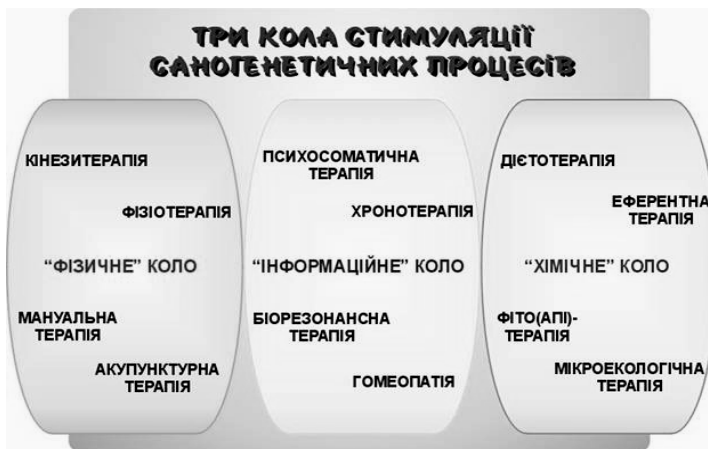 ТРИ КОЛА СТИМУЛЯЦІЇ
САНОГЕНЕТИЧНИХ ПРОЦЕСІВ
КІНЕЗИТЕРАПІЯ
ФІЗІОТЕРАПІЯ
“ФІЗИЧНЕ” КОЛО
МАНУАЛЬНА
ТЕРАПІЯ
АКУПУНКТУРНА
ТЕРАПІЯ
ПСИХОСОМАТИЧНА
ТЕРАПІЯ
ХРОНОТЕРАПІЯ
“ІНФОРМАЦІЙНЕ” КОЛО
БІОРЕЗОНАНСНА
ТЕРАПІЯ
ГОМЕОПАТІЯ
ДІЄТОТЕРАПІЯ
ЕФЕРЕНТНА
ТЕРАПІЯ
“ХІМІЧНЕ” КОЛО
ФІТО(АПІ)-
ТЕРАПІЯ
МІКРОЕКОЛОГІЧНА
ТЕРАПІЯ